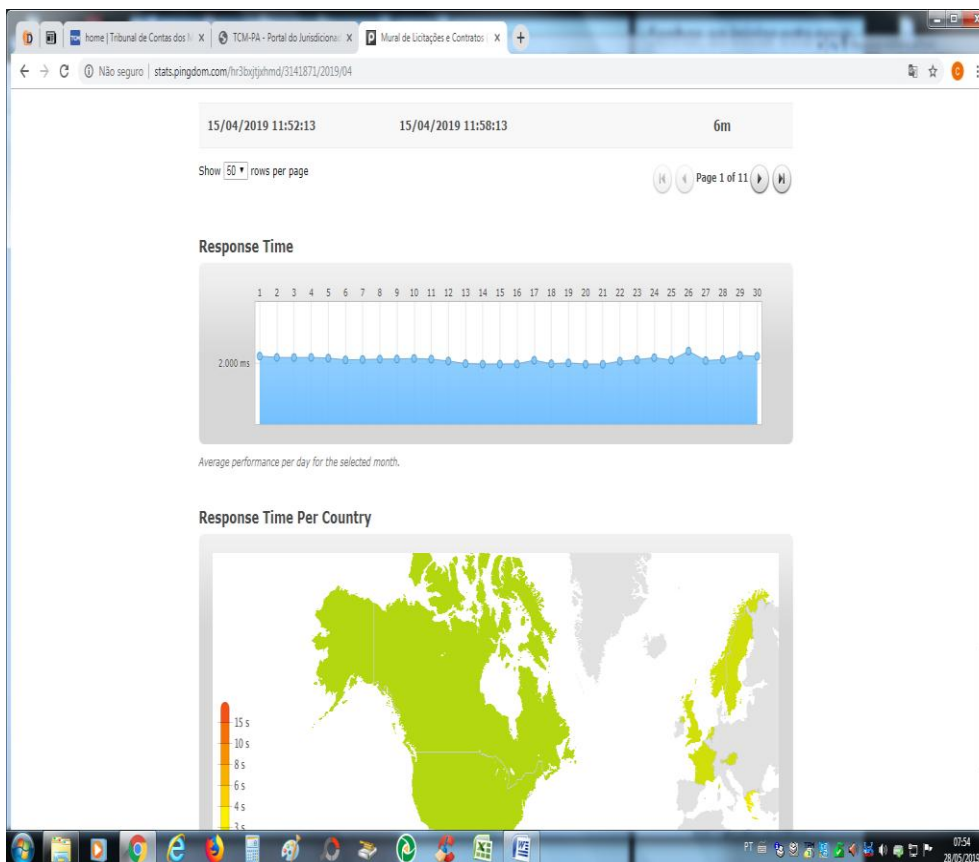 home | Tribunal de Contas dos M
TCM-PA - Portal do Jurisdicionad
Mural de Licitações e Contratos
Não seguro | stats.pingdom.com/hr3bxjtjxhmd/3141871/2019/04
15/04/2019 11:52:13 15/04/2019 11:58:13 6m
Show 50 rows per page Page 1 of 11
Response Time
1 2 3 4 5 6 7 8 9 10 11 12 13 14 15 16 17 18 19 20 21 22 23 24 25 26 27 28 29 30
2.000 ms
Average performance per day for the selected month.
Response Time Per Country
15 s
10 s
8 s
6 s
4 s
3 s
PT
07:54